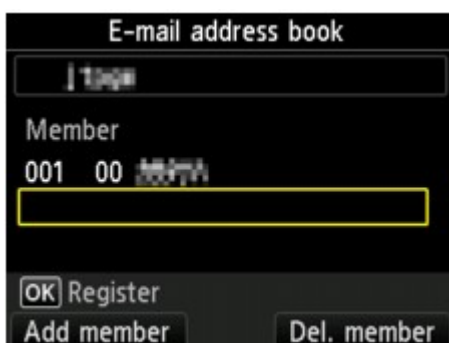 E-mail address book
Member
001 00
OK Register
Add member Del. member